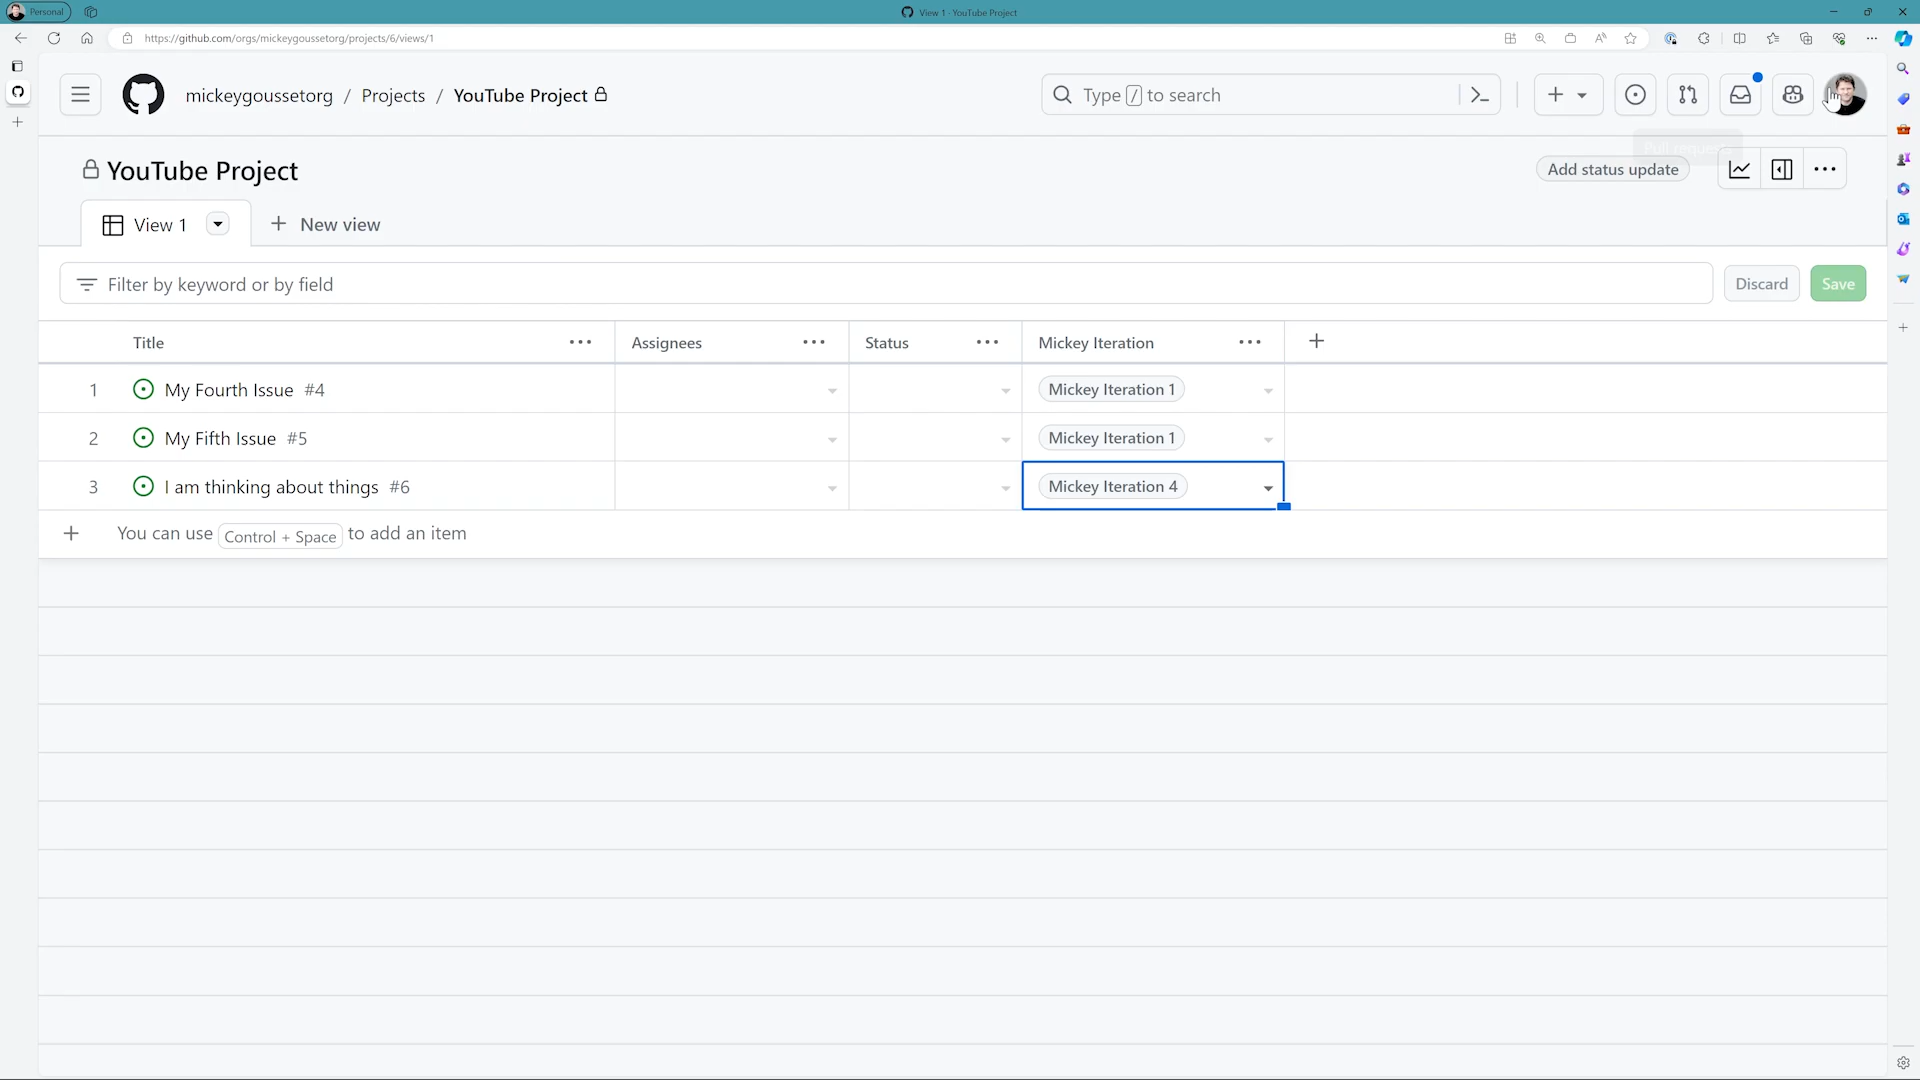 Personal
View 1 · YouTube Project
https://github.com/orgs/mickeygoussetorg/projects/6/views/1
mickeygoussetorg / Projects / YouTube Project
Type / to search
Pull requests
YouTube Project
Add status update
View 1
New view
Filter by keyword or by field
Discard
Save
Title
Assignees
Status
Mickey Iteration
1 My Fourth Issue #4 Mickey Iteration 1
2 My Fifth Issue #5 Mickey Iteration 1
3 I am thinking about things #6 Mickey Iteration 4
You can use Control + Space to add an item